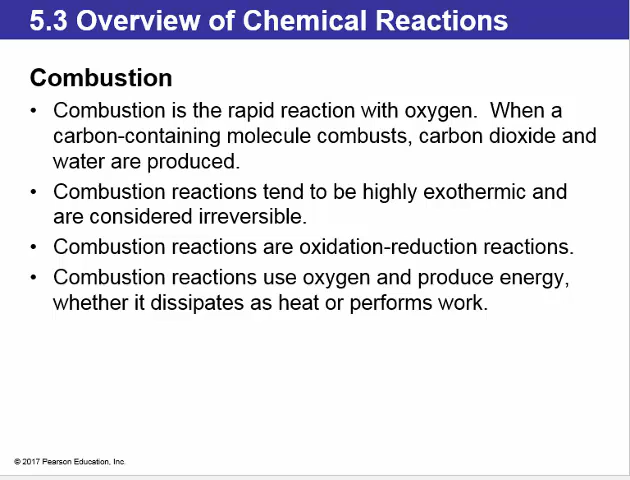 5.3 Overview of Chemical Reactions
Combustion
• Combustion is the rapid reaction with oxygen.  When a
carbon-containing molecule combusts, carbon dioxide and
water are produced.
• Combustion reactions tend to be highly exothermic and
are considered irreversible.
• Combustion reactions are oxidation-reduction reactions.
• Combustion reactions use oxygen and produce energy,
whether it dissipates as heat or performs work.
© 2017 Pearson Education, Inc.